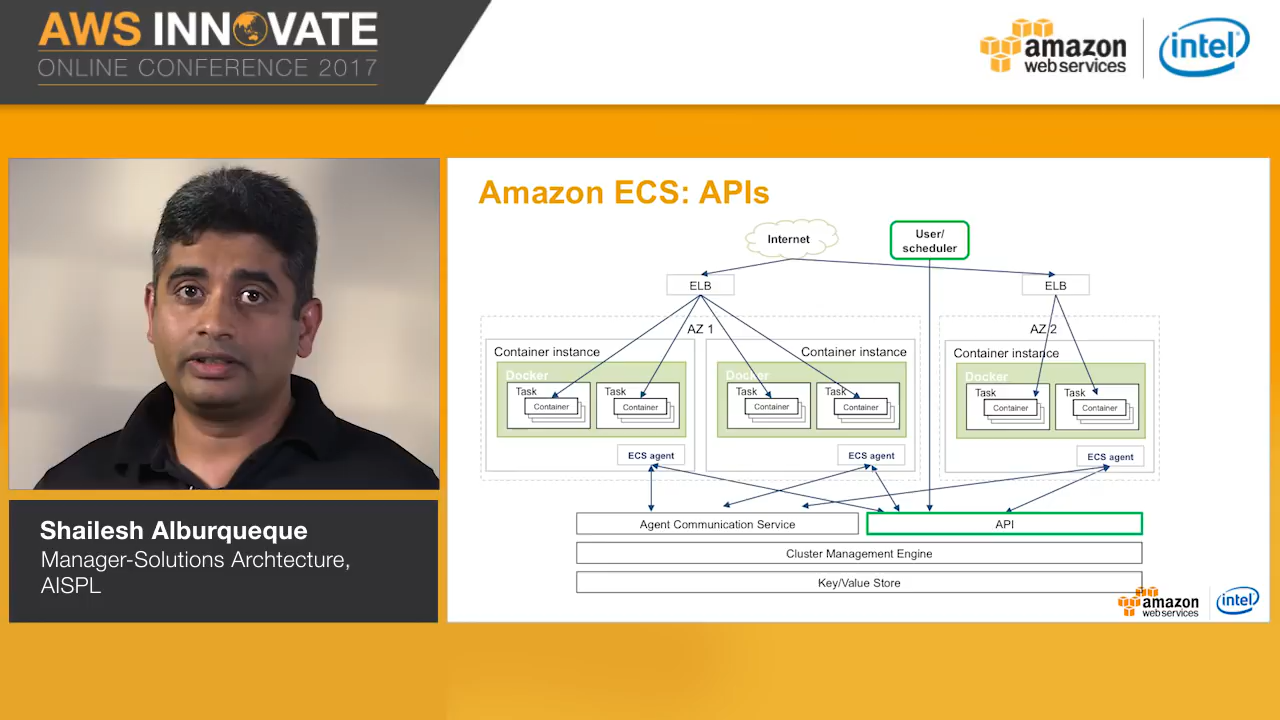 AWS INNOVATE
ONLINE CONFERENCE 2017
amazon
web services
intel
Amazon ECS: APIs
Internet
User/
scheduler
ELB
ELB
AZ 1
AZ 2
Container instance
Container instance
Container instance
Docker
Docker
Docker
Task
Task
Task
Task
Task
Task
Container
Container
Container
Container
Container
Container
ECS agent
ECS agent
ECS agent
Agent Communication Service
API
Cluster Management Engine
Key/Value Store
amazon
web services
intel
Shailesh Alburqueque
Manager-Solutions Archtecture,
AISPL